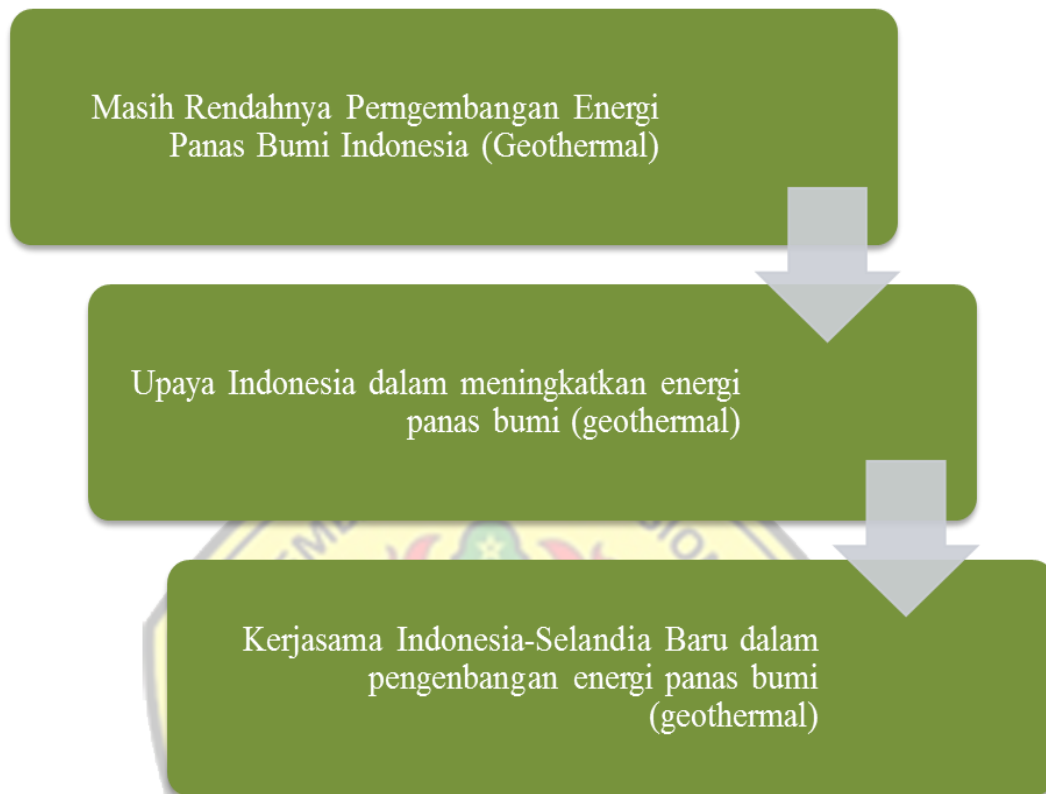 Masih Rendahnya Perngembangan Energi
Panas Bumi Indonesia (Geothermal)
Upaya Indonesia dalam meningkatkan energi
panas bumi (geothermal)
Kerjasama Indonesia-Selandia Baru dalam
pengenbangan energi panas bumi
(geothermal)